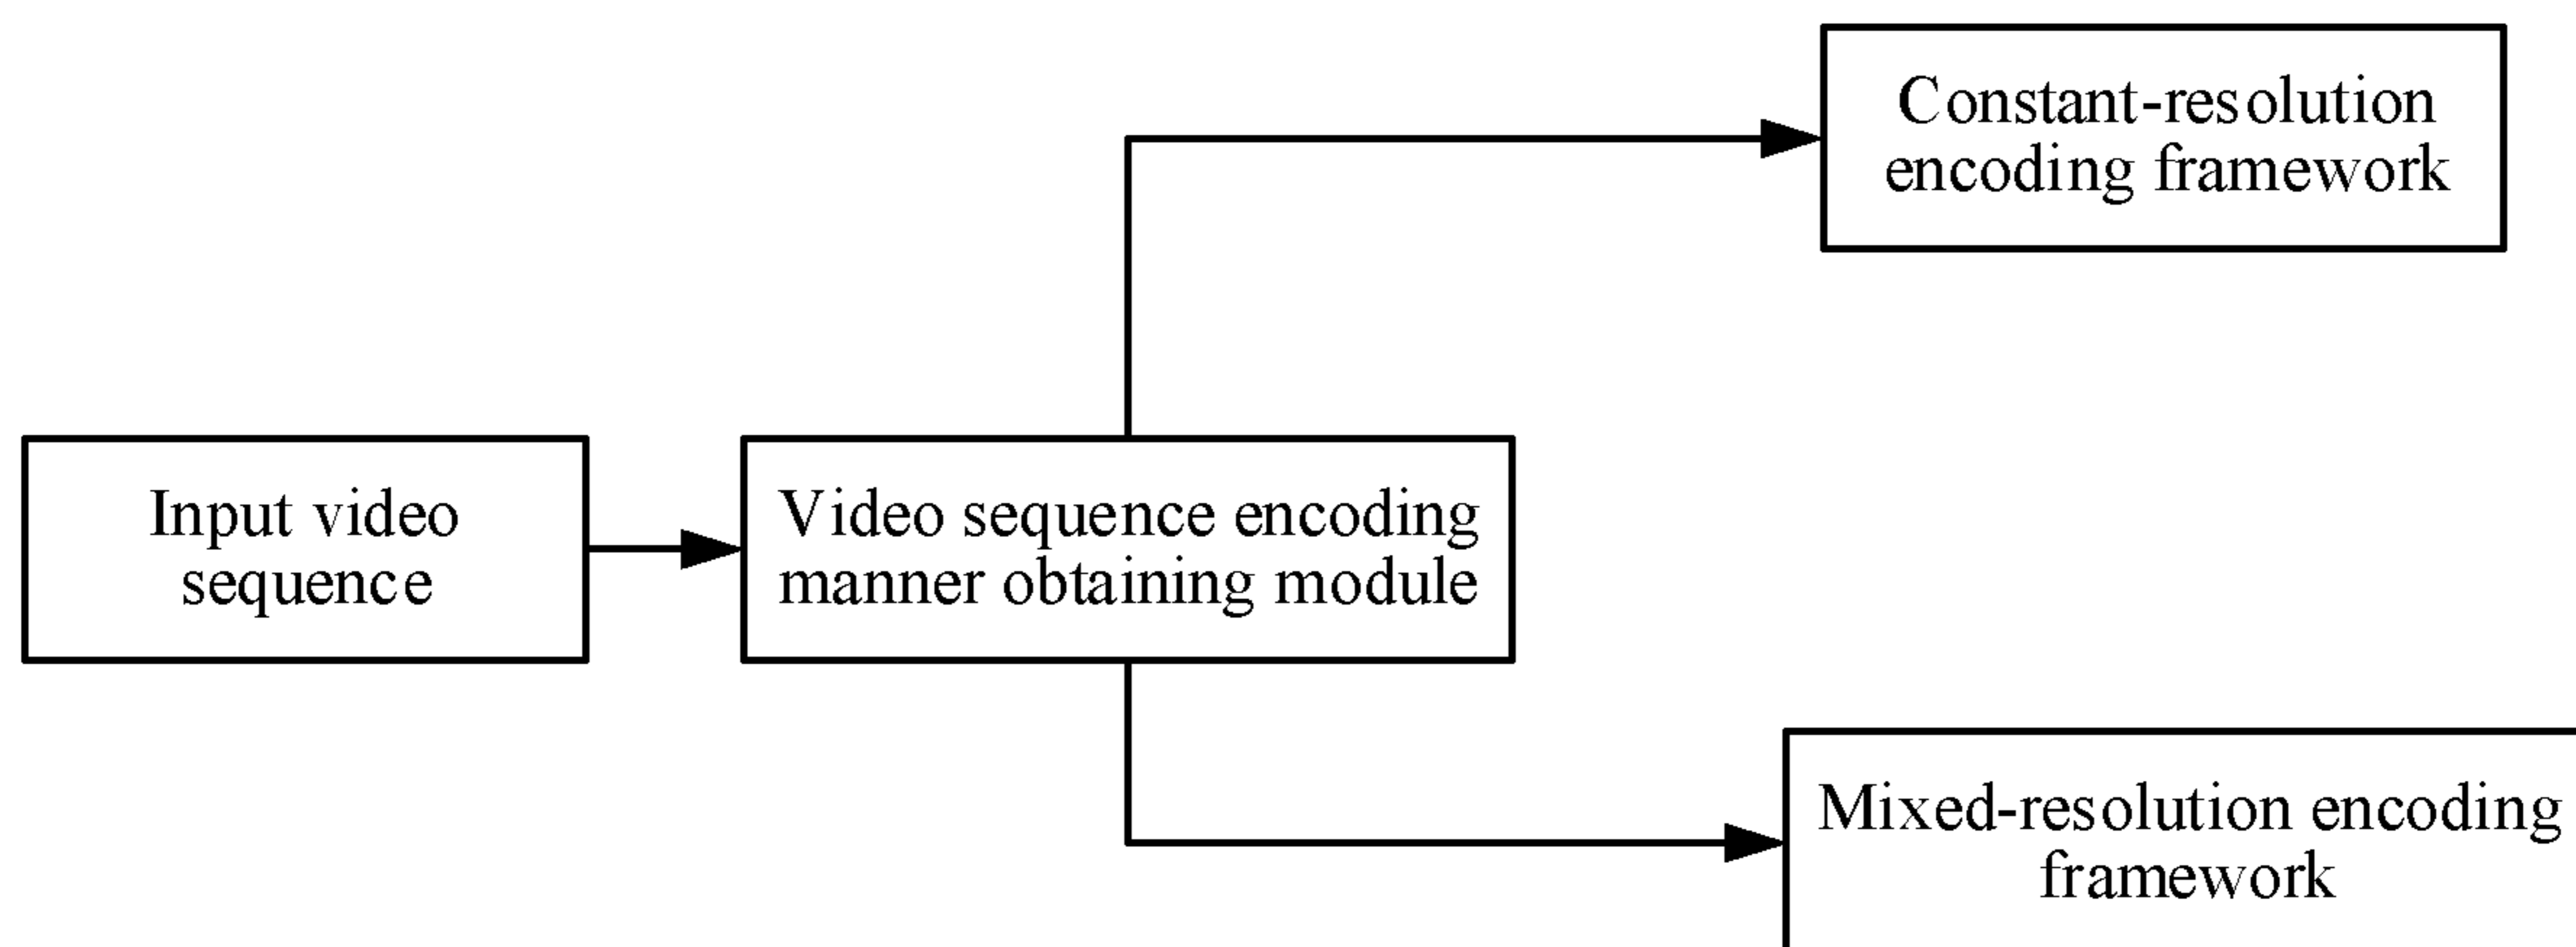 Constant-resolution
encoding framework
Input video
sequence
Video sequence encoding
manner obtaining module
Mixed-resolution encoding
framework